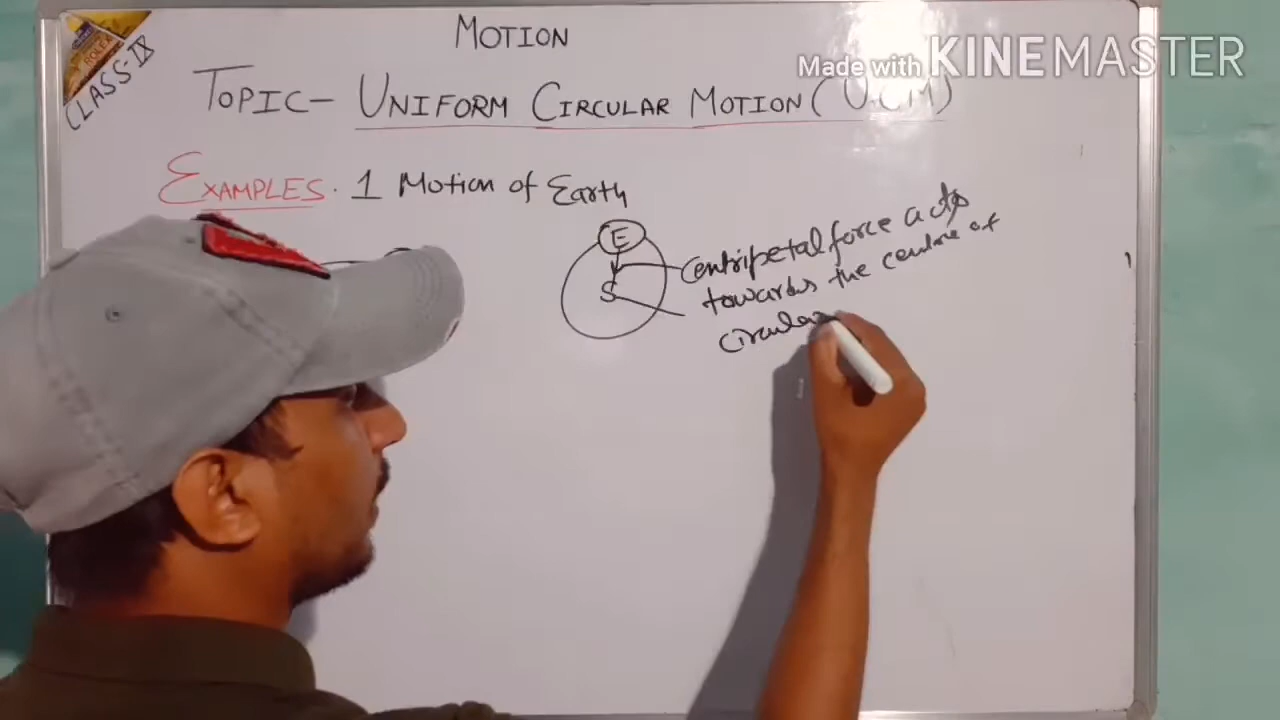 MOTION
Made with KINEMASTER
ROLEX
CLASS-IX
TOPIC- UNIFORM CIRCULAR MOTION (U.C.M)
EXAMPLES. 1 Motion of Earth
E
S
Centripetal force acts
towards the centre of
circular